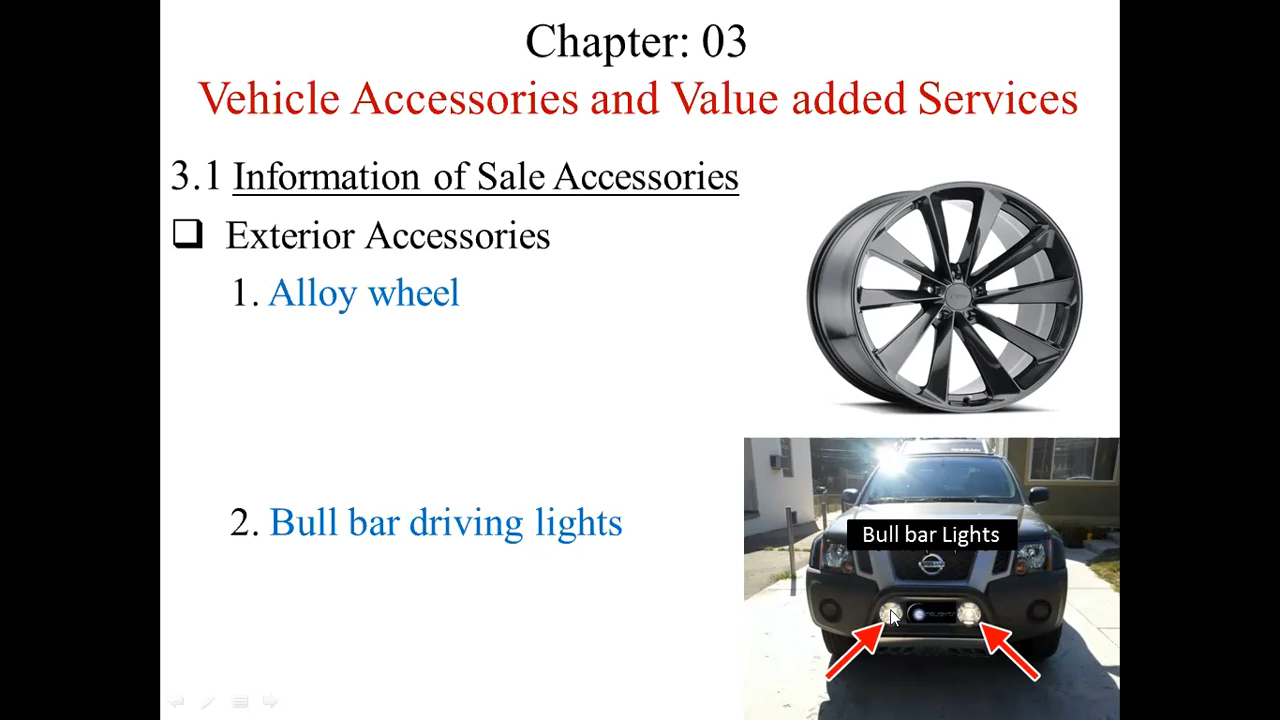 Chapter: 03
Vehicle Accessories and Value added Services
3.1 Information of Sale Accessories
Exterior Accessories
1. Alloy wheel
2. Bull bar driving lights
Bull bar Lights